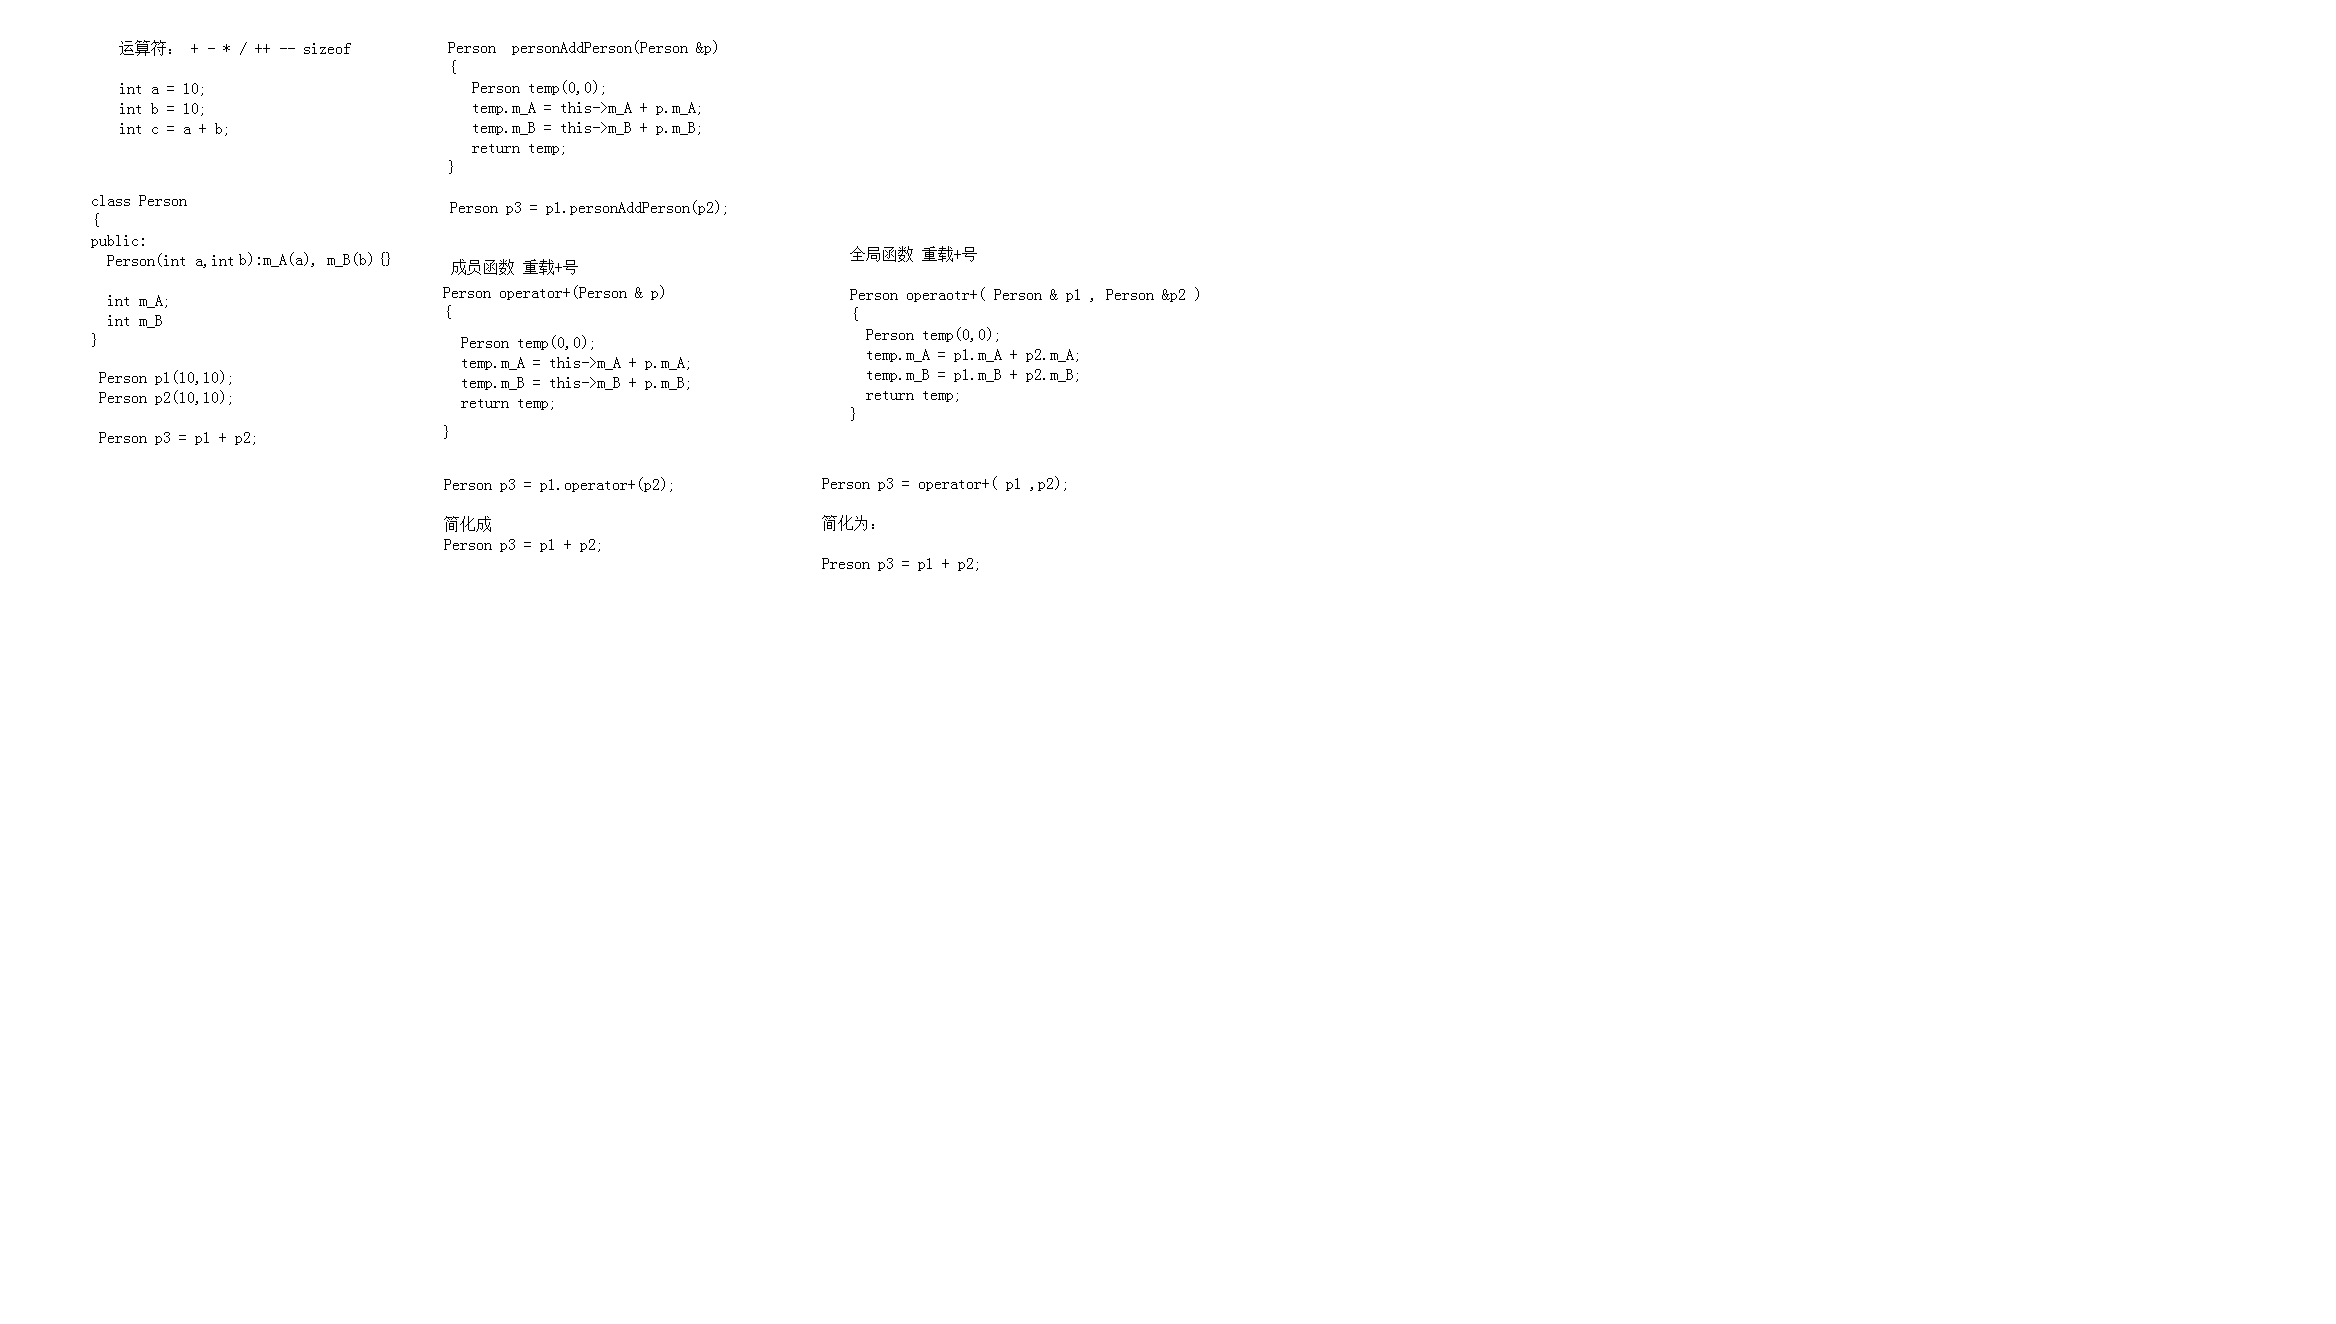 运算符： + - * / ++ -- sizeof
int a = 10;
int b = 10;
int c = a + b;
class Person
{
public:
Person(int a,int b):m_A(a), m_B(b) {}
int m_A;
int m_B
}
Person p1(10,10);
Person p2(10,10);
Person p3 = p1 + p2;
Person  personAddPerson(Person &p)
{
Person temp(0,0);
temp.m_A = this->m_A + p.m_A;
temp.m_B = this->m_B + p.m_B;
return temp;
}
Person p3 = p1.personAddPerson(p2);
成员函数 重载+号
Person operator+(Person & p)
{
Person temp(0,0);
temp.m_A = this->m_A + p.m_A;
temp.m_B = this->m_B + p.m_B;
return temp;
}
Person p3 = p1.operator+(p2);
简化成
Person p3 = p1 + p2;
全局函数 重载+号
Person operaotr+( Person & p1 , Person &p2 )
{
Person temp(0,0);
temp.m_A = p1.m_A + p2.m_A;
temp.m_B = p1.m_B + p2.m_B;
return temp;
}
Person p3 = operator+( p1 ,p2);
简化为：
Preson p3 = p1 + p2;